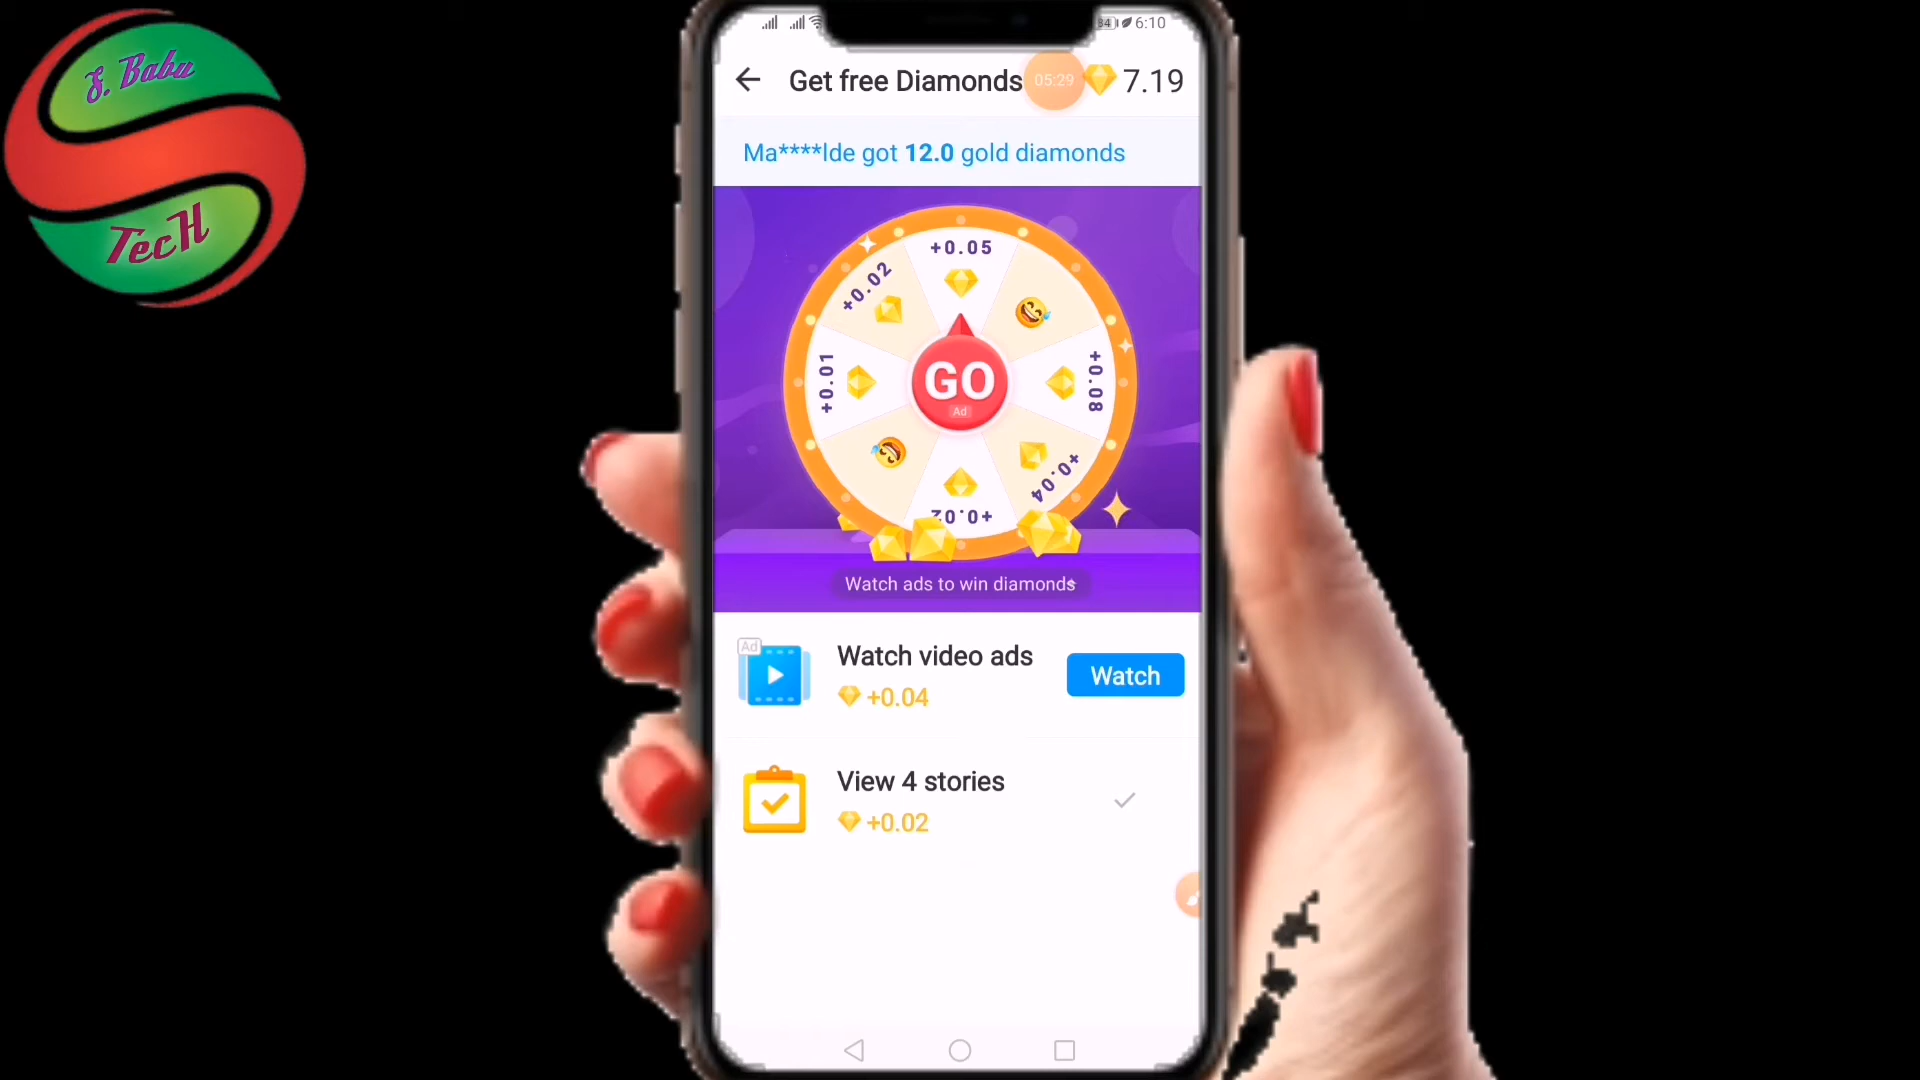 S. Babu
TecH
84
6:10
Get free Diamonds
05:29
7.19
Ma****lde got 12.0 gold diamonds
+0.05
+0.02
+0.08
+0.01
GO
Ad
+0.04
+0.02
Watch ads to win diamonds
Ad
Watch video ads
+0.04
Watch
View 4 stories
+0.02